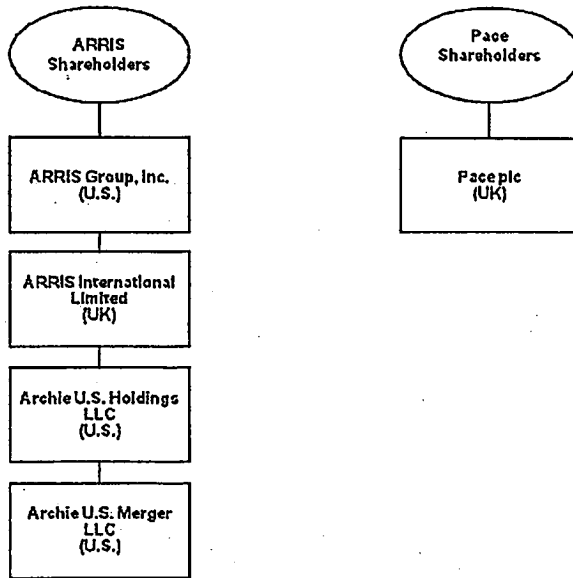 ARRIS
Shareholders
Pace
Shareholders
ARRIS Group, Inc.
(U.S.)
Pace plc
(UK)
ARRIS International
Limited
(UK)
Archie U.S. Holdings
LLC
(U.S.)
Archie U.S. Merger
LLC
(U.S.)